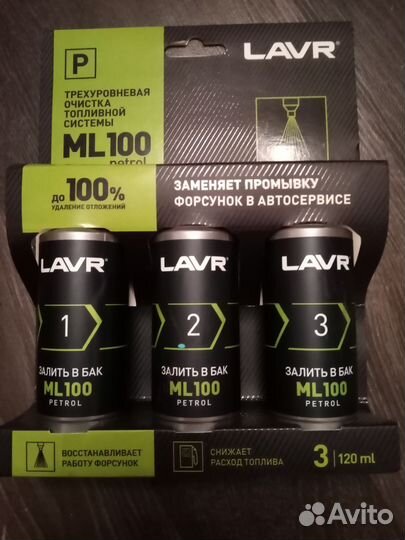 P
LAVR®
ТРЕХУРОВНЕВАЯ
ОЧИСТКА
ТОПЛИВНОЙ
СИСТЕМЫ
ML100
petrol
до 100%
УДАЛЕНИЕ ОТЛОЖЕНИЙ
ЗАМЕНЯЕТ ПРОМЫВКУ
ФОРСУНОК В АВТОСЕРВИСЕ
LAVR
1
ЗАЛИТЬ В БАК
ML100
PETROL
LAVR
2
ЗАЛИТЬ В БАК
ML100
PETROL
LAVR
3
ЗАЛИТЬ В БАК
ML100
PETROL
ВОССТАНАВЛИВАЕТ
РАБОТУ ФОРСУНОК
СНИЖАЕТ
РАСХОД ТОПЛИВА
3 | 120 ml
Avito